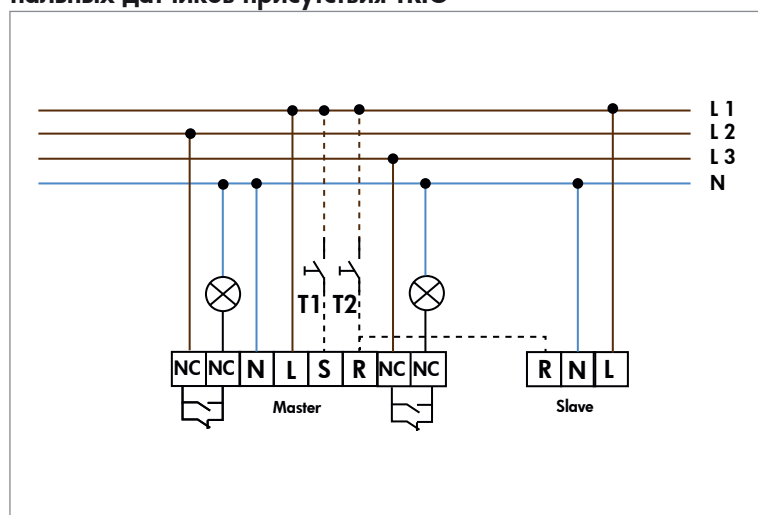 L 1
L 2
L 3
N
T1 T2
NC NC N L S R NC NC R N L
Master Slave